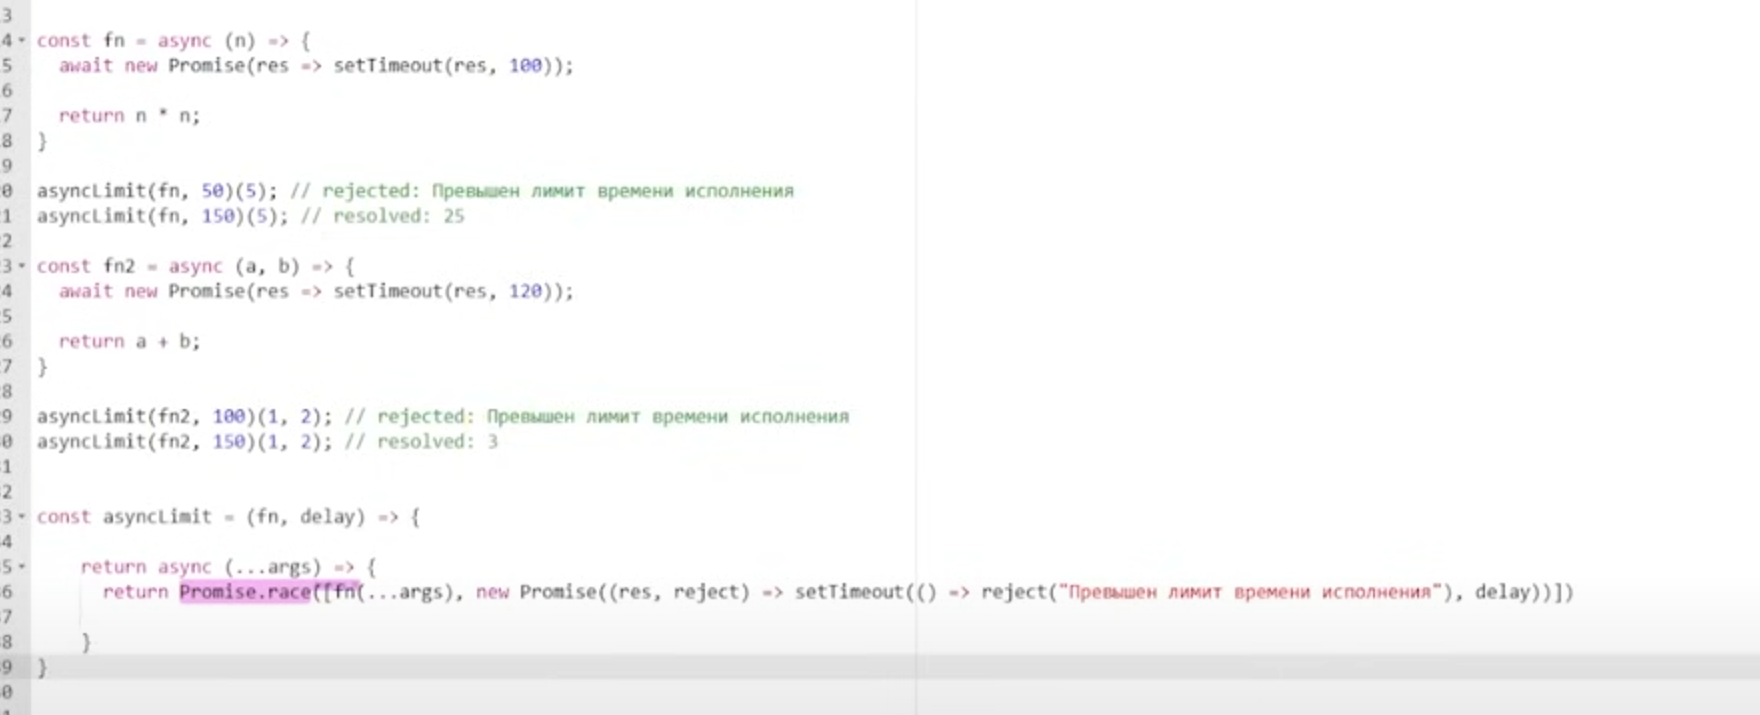 3
4 const fn = async (n) => {
5 await new Promise(res => setTimeout(res, 100));
6
7 return n * n;
8 }
9
0 asyncLimit(fn, 50)(5); // rejected: Превышен лимит времени исполнения
1 asyncLimit(fn, 150)(5); // resolved: 25
2
3 const fn2 = async (a, b) => {
4 await new Promise(res => setTimeout(res, 120));
5
6 return a + b;
7 }
8
9 asyncLimit(fn2, 100)(1, 2); // rejected: Превышен лимит времени исполнения
0 asyncLimit(fn2, 150)(1, 2); // resolved: 3
1
2
3 const asyncLimit = (fn, delay) => {
4
5 return async (...args) => {
6 return Promise.race([fn(...args), new Promise((res, reject) => setTimeout(() => reject("Превышен лимит времени исполнения"), delay))])
7
8 }
9 }
0